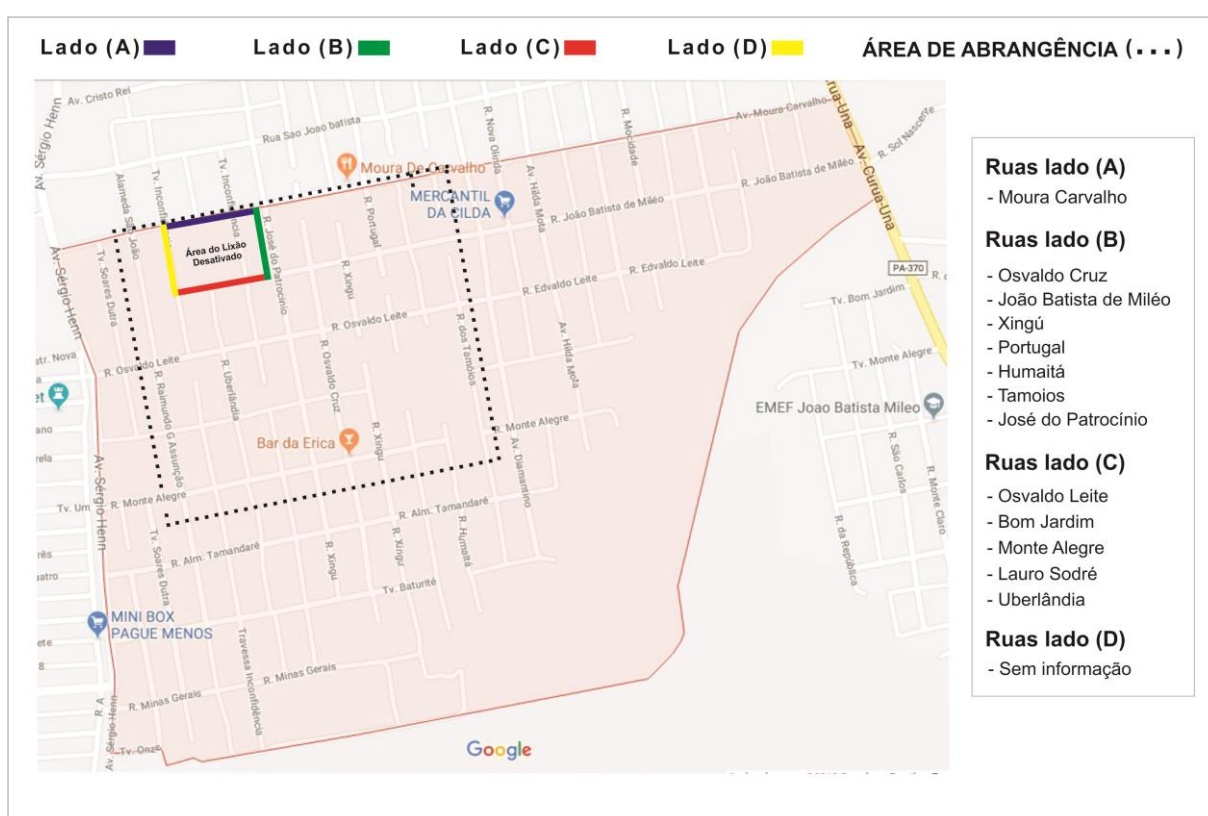 Lado (A)
Lado (B)
Lado (C)
Lado (D)
ÁREA DE ABRANGÊNCIA (...)
Av. Cristo Rei
Av. Sérgio Henn
Rua Sao Joao batista
R. Nova Olinda
R. Mocidade
Av. Moura Carvalho
Av. Curua-Una
R. Sol Nascente
Alameda São João
Tv. Inconfidência
Moura De Carvalho
MERCANTIL
DA CILDA
Av. Hilda Mota
R. João Batista de Miléo
R. João Batista de Miléo
R. Portugal
Área do Lixão
Desativado
R. José do Patrocinio
Av. Sérgio Henn
Tv. Soares Dutra
R. Xingu
R. Edvaldo Leite
R. Edvaldo Leite
PA-370
Tv. Bom Jardim
R. Osvaldo Leite
R. dos Tamóios
Av. Hilda Mota
Tv. Monte Alegre
R. Osvaldo Leite
R. Uberlândia
R. Osvaldo Cruz
R. Raimundo G Assunção
EMEF Joao Batista Mileo
Bar da Erica
R. Xingu
R. Monte Alegre
Av. Diamantino
R. São Carlos
R. Monte Claro
Av. Sérgio Henn
Tv. Um
R. Monte Alegre
R. Alm. Tamandaré
R. da República
R. Alm. Tamandaré
R. Xingu
R. Xingu
R. Humaitá
Tv. Soares Dutra
Tv. Baturité
MINI BOX
PAGUE MENOS
Travessa Inconfidência
R. Minas Gerais
R. Minas Gerais
R. A
Av. Sérgio Henn
Tv. Onze
Google
Ruas lado (A)
- Moura Carvalho
Ruas lado (B)
- Osvaldo Cruz
- João Batista de Miléo
- Xingú
- Portugal
- Humaitá
- Tamoios
- José do Patrocínio
Ruas lado (C)
- Osvaldo Leite
- Bom Jardim
- Monte Alegre
- Lauro Sodré
- Uberlândia
Ruas lado (D)
- Sem informação